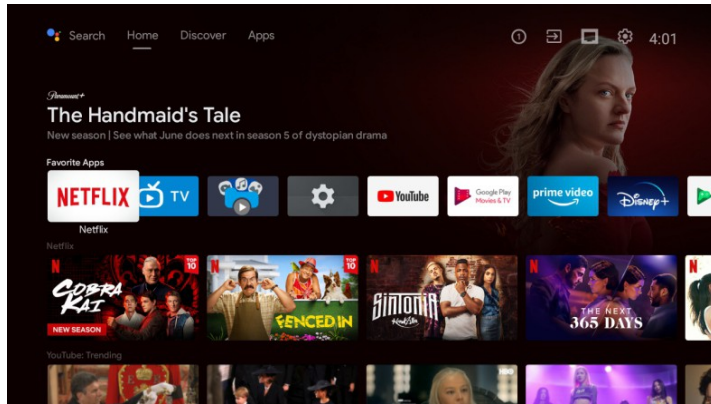 Search Home Discover Apps
4:01
Paramount+
The Handmaid's Tale
New season | See what June does next in season 5 of dystopian drama
Favorite Apps
NETFLIX TV YouTube Google Play Movies & TV prime video Disney+
Netflix
Netflix
N COBRA KAI TOP 10 NEW SEASON
N FENCED IN TOP 10
N SINTONIA
N THE NEXT 365 DAYS
N
YouTube: Trending
HBO